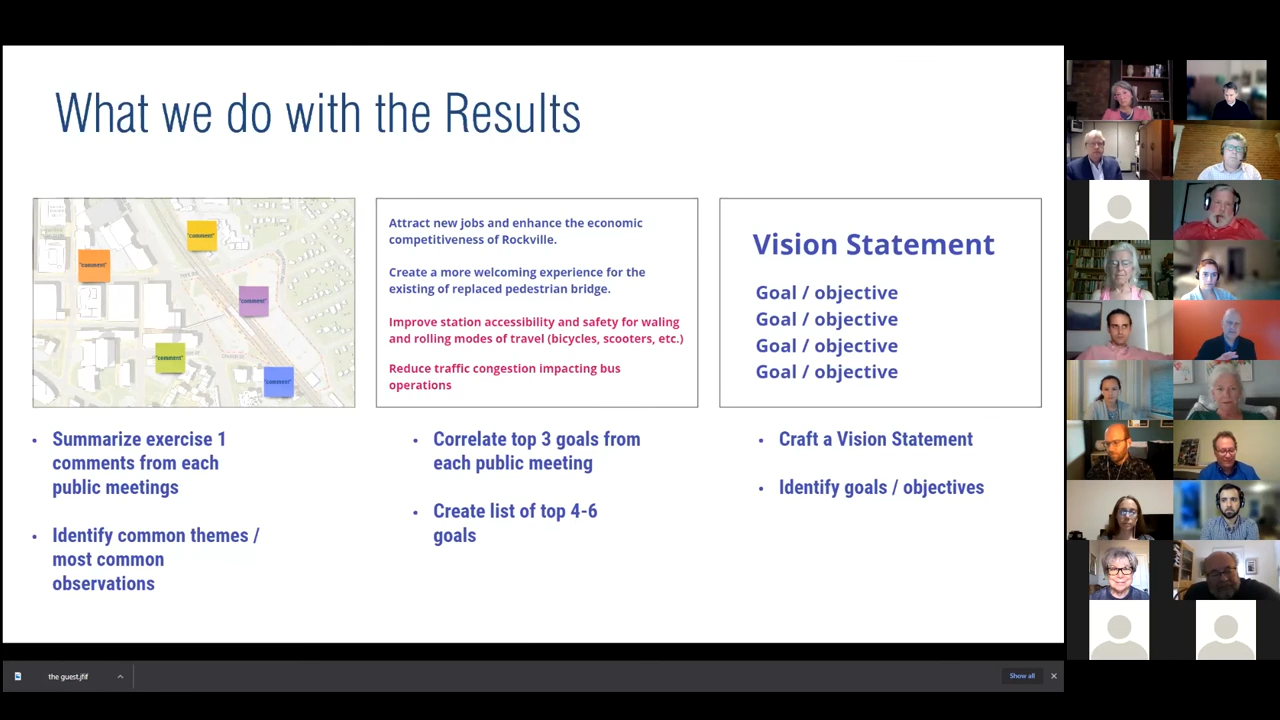 What we do with the Results
"comment"
"comment"
"comment"
"comment"
"comment"
Attract new jobs and enhance the economic
competitiveness of Rockville.
Create a more welcoming experience for the
existing of replaced pedestrian bridge.
Improve station accessibility and safety for waling
and rolling modes of travel (bicycles, scooters, etc.)
Reduce traffic congestion impacting bus
operations
Vision Statement
Goal / objective
Goal / objective
Goal / objective
Goal / objective
• Summarize exercise 1
comments from each
public meetings
• Identify common themes /
most common
observations
• Correlate top 3 goals from
each public meeting
• Create list of top 4-6
goals
• Craft a Vision Statement
• Identify goals / objectives
the guest.jfif
Show all